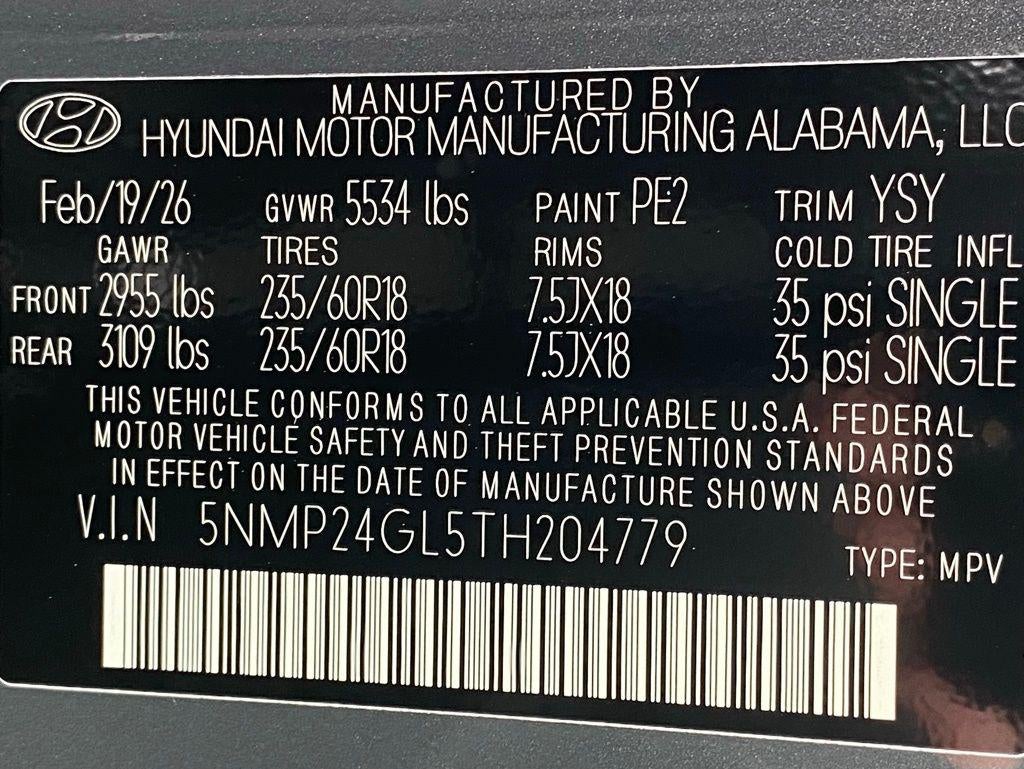 MANUFACTURED BY
HYUNDAI MOTOR MANUFACTURING ALABAMA, LLC
Feb/19/26 GVWR 5534 lbs PAINT PE2 TRIM YSY
GAWR TIRES RIMS COLD TIRE INFL
FRONT 2955 lbs 235/60R18 7.5JX18 35 psi SINGLE
REAR 3109 lbs 235/60R18 7.5JX18 35 psi SINGLE
THIS VEHICLE CONFORMS TO ALL APPLICABLE U.S.A. FEDERAL
MOTOR VEHICLE SAFETY AND THEFT PREVENTION STANDARDS
IN EFFECT ON THE DATE OF MANUFACTURE SHOWN ABOVE
V.I.N 5NMP24GL5TH204779
TYPE: MPV